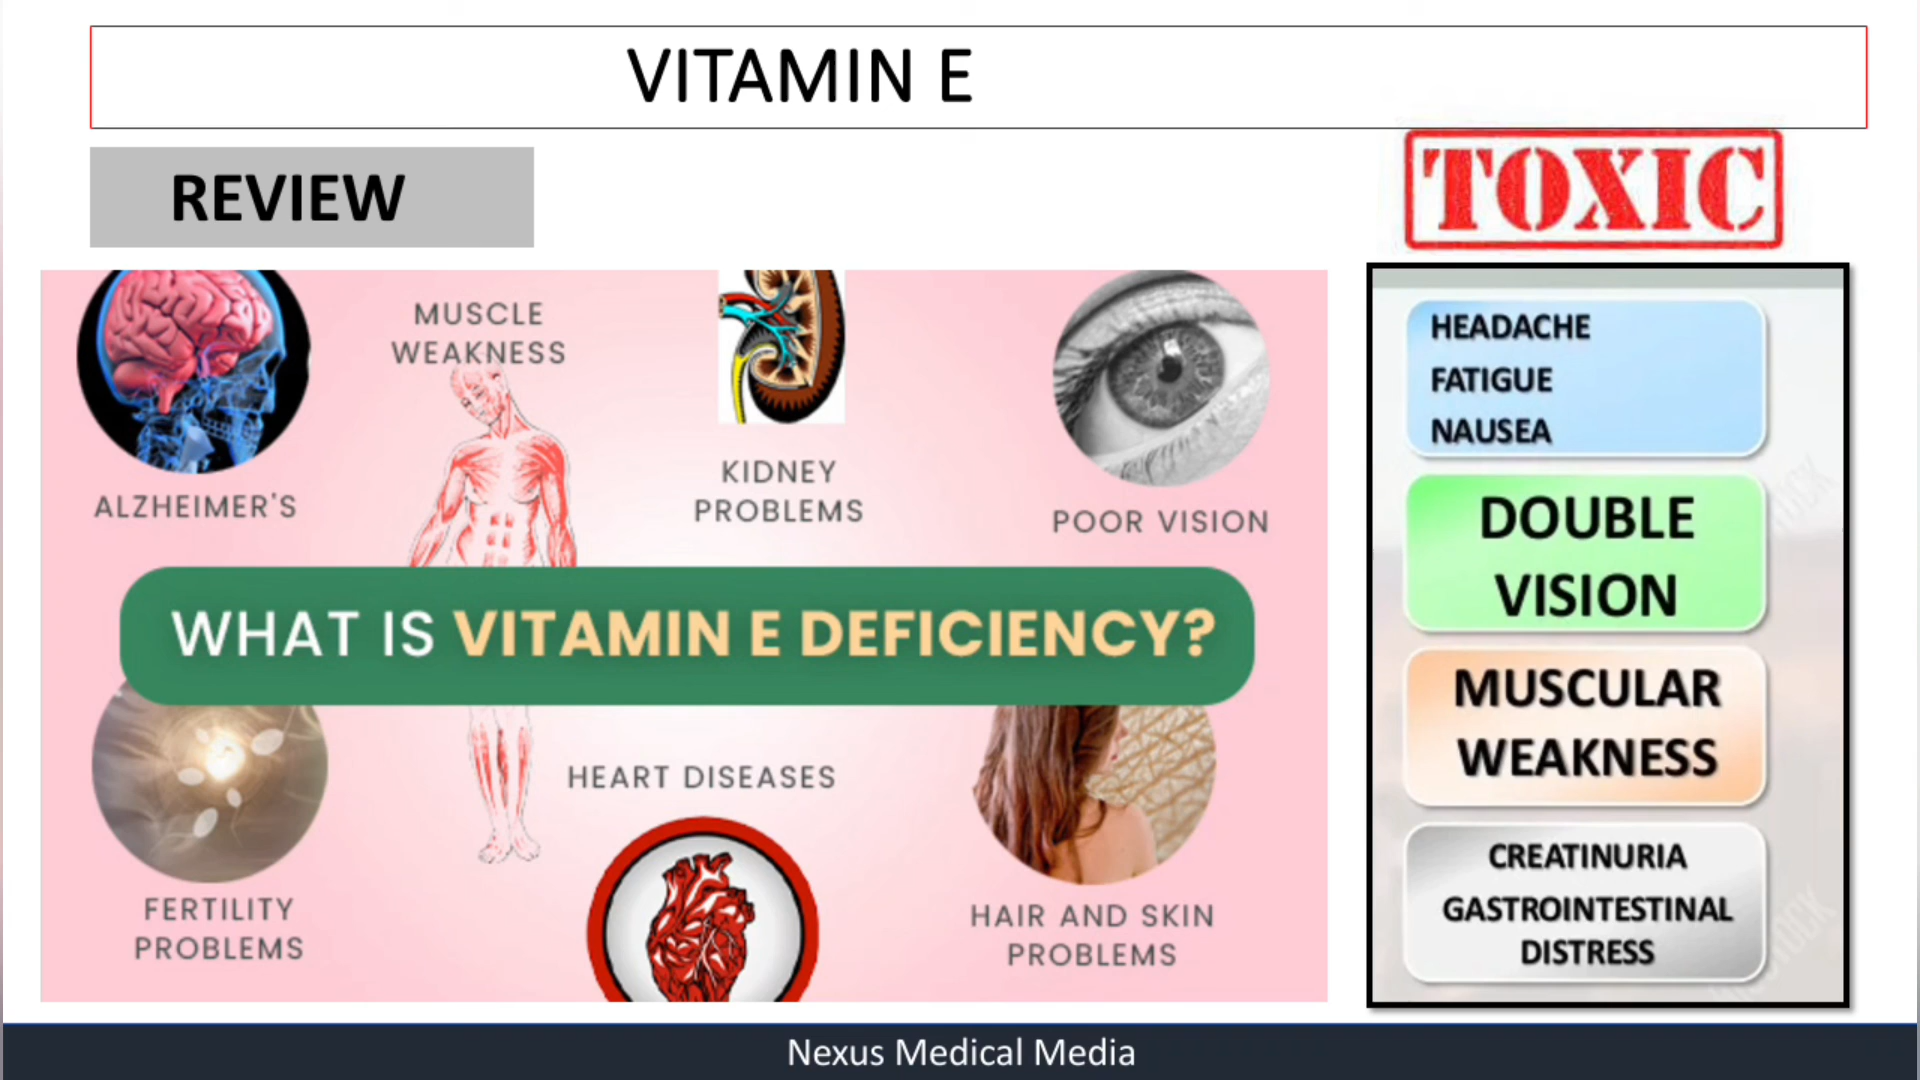 VITAMIN E
REVIEW
TOXIC
MUSCLE
WEAKNESS
ALZHEIMER'S
KIDNEY
PROBLEMS
POOR VISION
WHAT IS VITAMIN E DEFICIENCY?
HEART DISEASES
FERTILITY
PROBLEMS
HAIR AND SKIN
PROBLEMS
HEADACHE
FATIGUE
NAUSEA
DOUBLE
VISION
MUSCULAR
WEAKNESS
CREATINURIA
GASTROINTESTINAL
DISTRESS
Nexus Medical Media